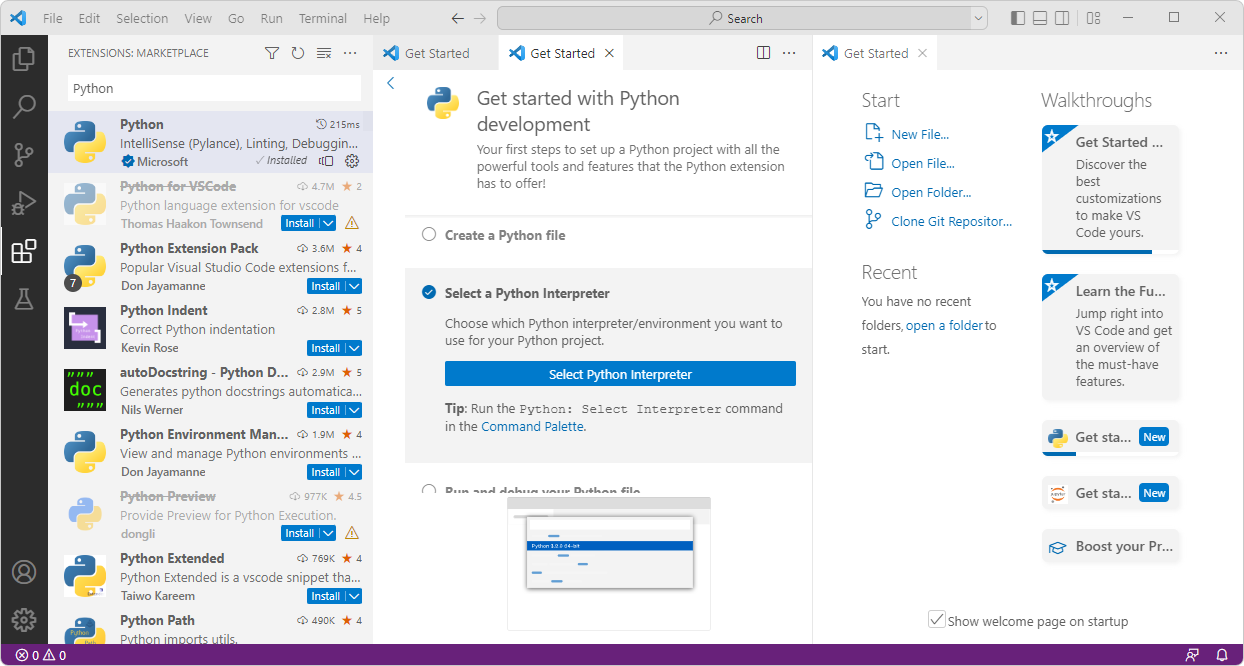 File Edit Selection View Go Run Terminal Help
Search
EXTENSIONS: MARKETPLACE
Python
Python 215ms
IntelliSense (Pylance), Linting, Debuggin...
Microsoft Installed
Python for VSCode 4.7M 2
Python language extension for vscode
Thomas Haakon Townsend Install
Python Extension Pack 3.6M 4
Popular Visual Studio Code extensions f...
7
Don Jayamanne Install
Python Indent 2.8M 5
Correct Python indentation
Kevin Rose Install
autoDocstring - Python D... 2.9M 5
""" doc """
Generates python docstrings automatica...
Nils Werner Install
Python Environment Man... 1.9M 4
View and manage Python environments ...
Don Jayamanne Install
Python Preview 977K 4.5
Provide Preview for Python Execution.
dongli Install
Python Extended 769K 4
Python Extended is a vscode snippet tha...
Taiwo Kareem Install
Python Path 490K 4
Python imports utils.
Get Started
Get Started
Get started with Python
development
Your first steps to set up a Python project with all the
powerful tools and features that the Python extension
has to offer!
Create a Python file
Select a Python Interpreter
Choose which Python interpreter/environment you want to
use for your Python project.
Select Python Interpreter
Tip: Run the Python: Select Interpreter command
in the Command Palette.
Run and debug your Python file
Get Started
Start
New File...
Open File...
Open Folder...
Clone Git Repositor...
Recent
You have no recent
folders, open a folder to
start.
Walkthroughs
Get Started ...
Discover the
best
customizations
to make VS
Code yours.
Learn the Fu...
Jump right into
VS Code and get
an overview of
the must-have
features.
Get sta... New
Get sta... New
Boost your Pr...
Show welcome page on startup
0 0